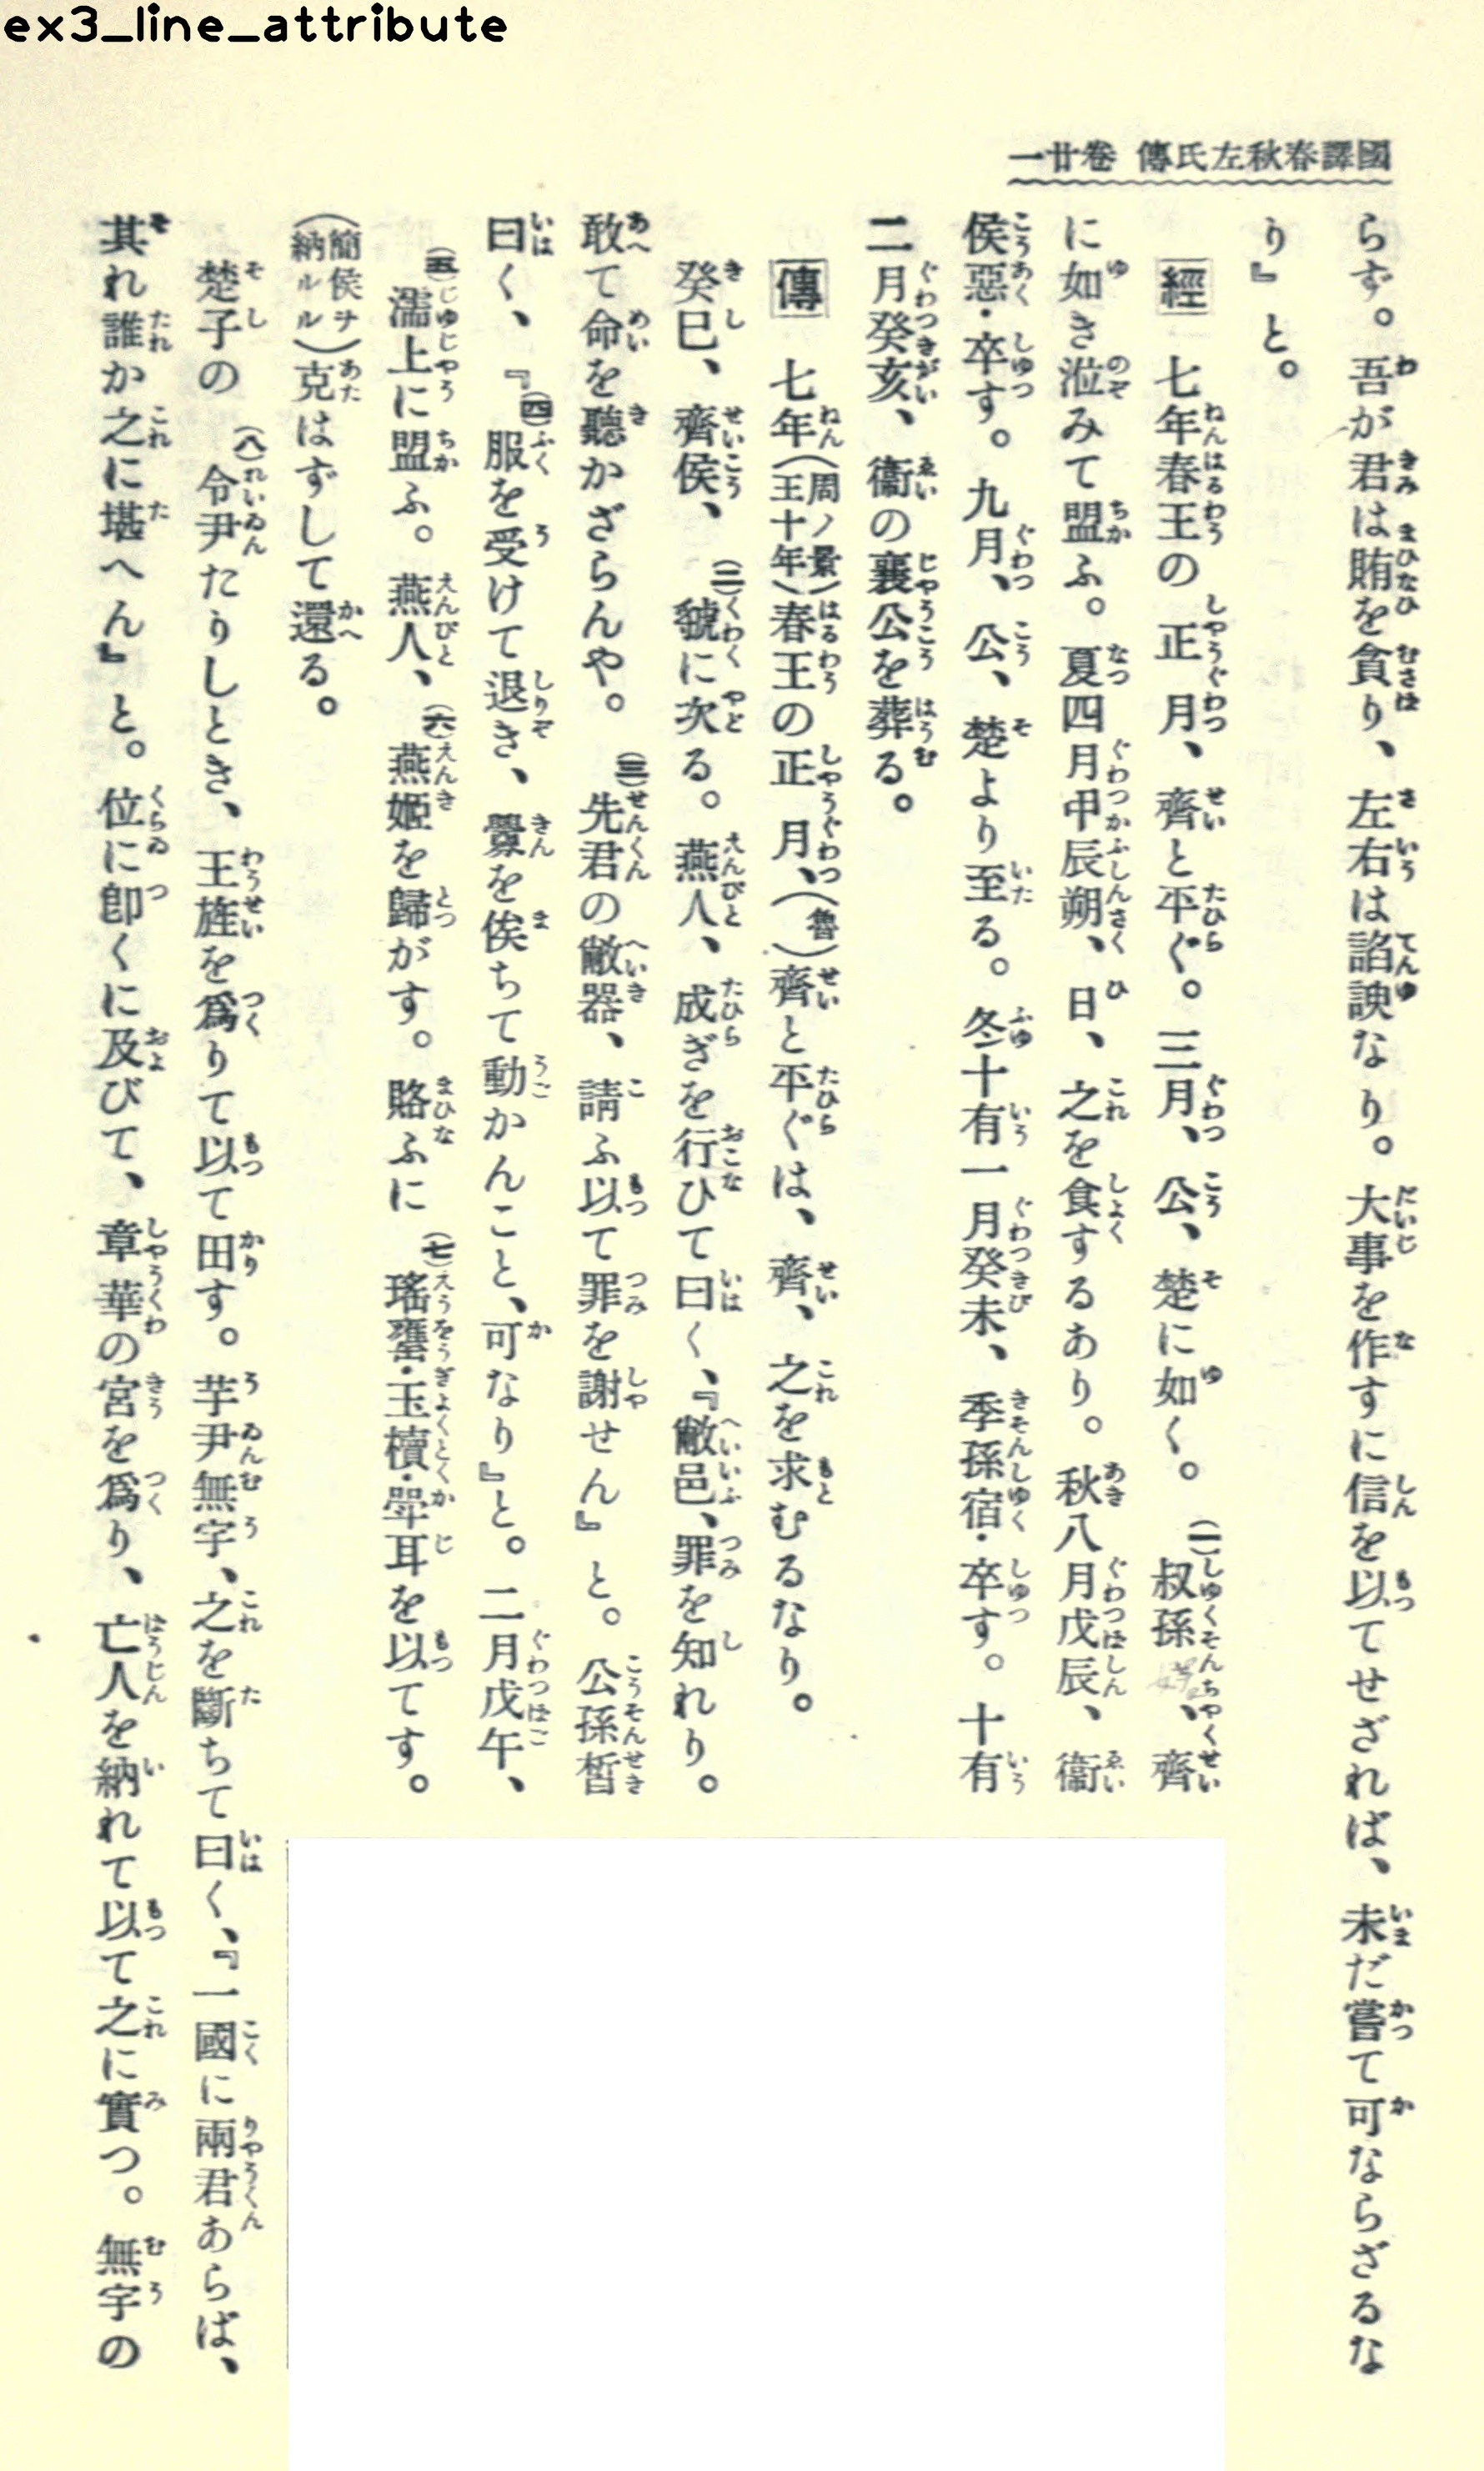 ex3_line_attribute
國譯春秋左氏傳 卷廿一
らず。吾が君は賄を貪り、左右は諂諛なり。大事を作すに信を以てせざれば、未だ嘗て可ならざるな
り』と。
經 七年春王の正月、齊と平ぐ。三月、公、楚に如く。(一)叔孫、齊
に如き涖みて盟ふ。夏四月甲辰朔、日、之を食するあり。秋八月戊辰、衞
侯惡・卒す。九月、公、楚より至る。冬十有一月癸未、季孫宿・卒す。十有
二月癸亥、衞の襄公を葬る。
傳 七年(周ノ景王十年)春王の正月、(魯)齊と平ぐは、齊、之を求むるなり。
癸巳、齊侯、(二)虢に次る。燕人、成ぎを行ひて曰く、『敝邑、罪を知れり。
敢て命を聽かざらんや。(三)先君の敝器、請ふ以て罪を謝せん』と。公孫晳
曰く、『(四)服を受けて退き、釁を俟ちて動かんこと、可なり』と。二月戊午、
(五)濡上に盟ふ。燕人、(六)燕姬を歸がす。賂ふに(七)瑤罋・玉櫝・斝耳を以てす。
(簡侯ヲ納ルル)克はずして還る。
楚子の(八)令尹たりしとき、王旌を爲りて以て田す。芋尹無宇、之を斷ちて曰く、『一國に兩君あらば、
其れ誰か之に堪へん』と。位に卽くに及びて、章華の宮を爲り、亡人を納れて以て之に實つ。無宇の